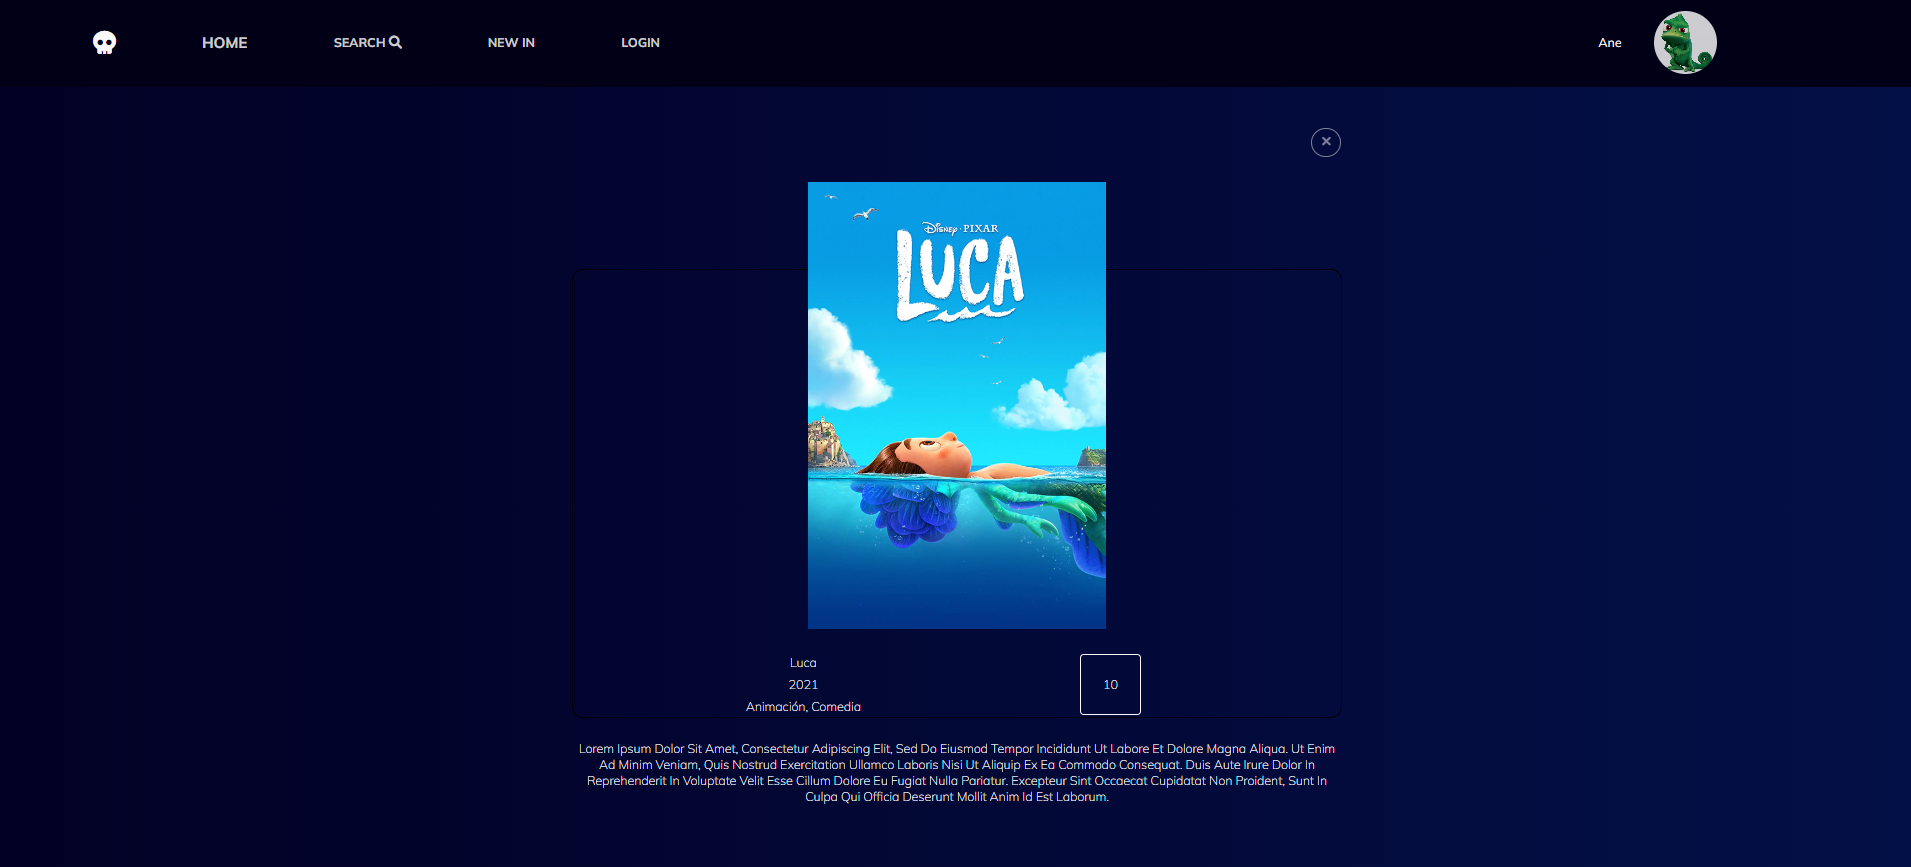 HOME
SEARCH
NEW IN
LOGIN
Ane
Disney · PIXAR
LUCA
Luca
2021
Animación, Comedia
10
Lorem Ipsum Dolor Sit Amet, Consectetur Adipiscing Elit, Sed Do Eiusmod Tempor Incididunt Ut Labore Et Dolore Magna Aliqua. Ut Enim
Ad Minim Veniam, Quis Nostrud Exercitation Ullamco Laboris Nisi Ut Aliquip Ex Ea Commodo Consequat. Duis Aute Irure Dolor In
Reprehenderit In Voluptate Velit Esse Cillum Dolore Eu Fugiat Nulla Pariatur. Excepteur Sint Occaecat Cupidatat Non Proident, Sunt In
Culpa Qui Officia Deserunt Mollit Anim Id Est Laborum.